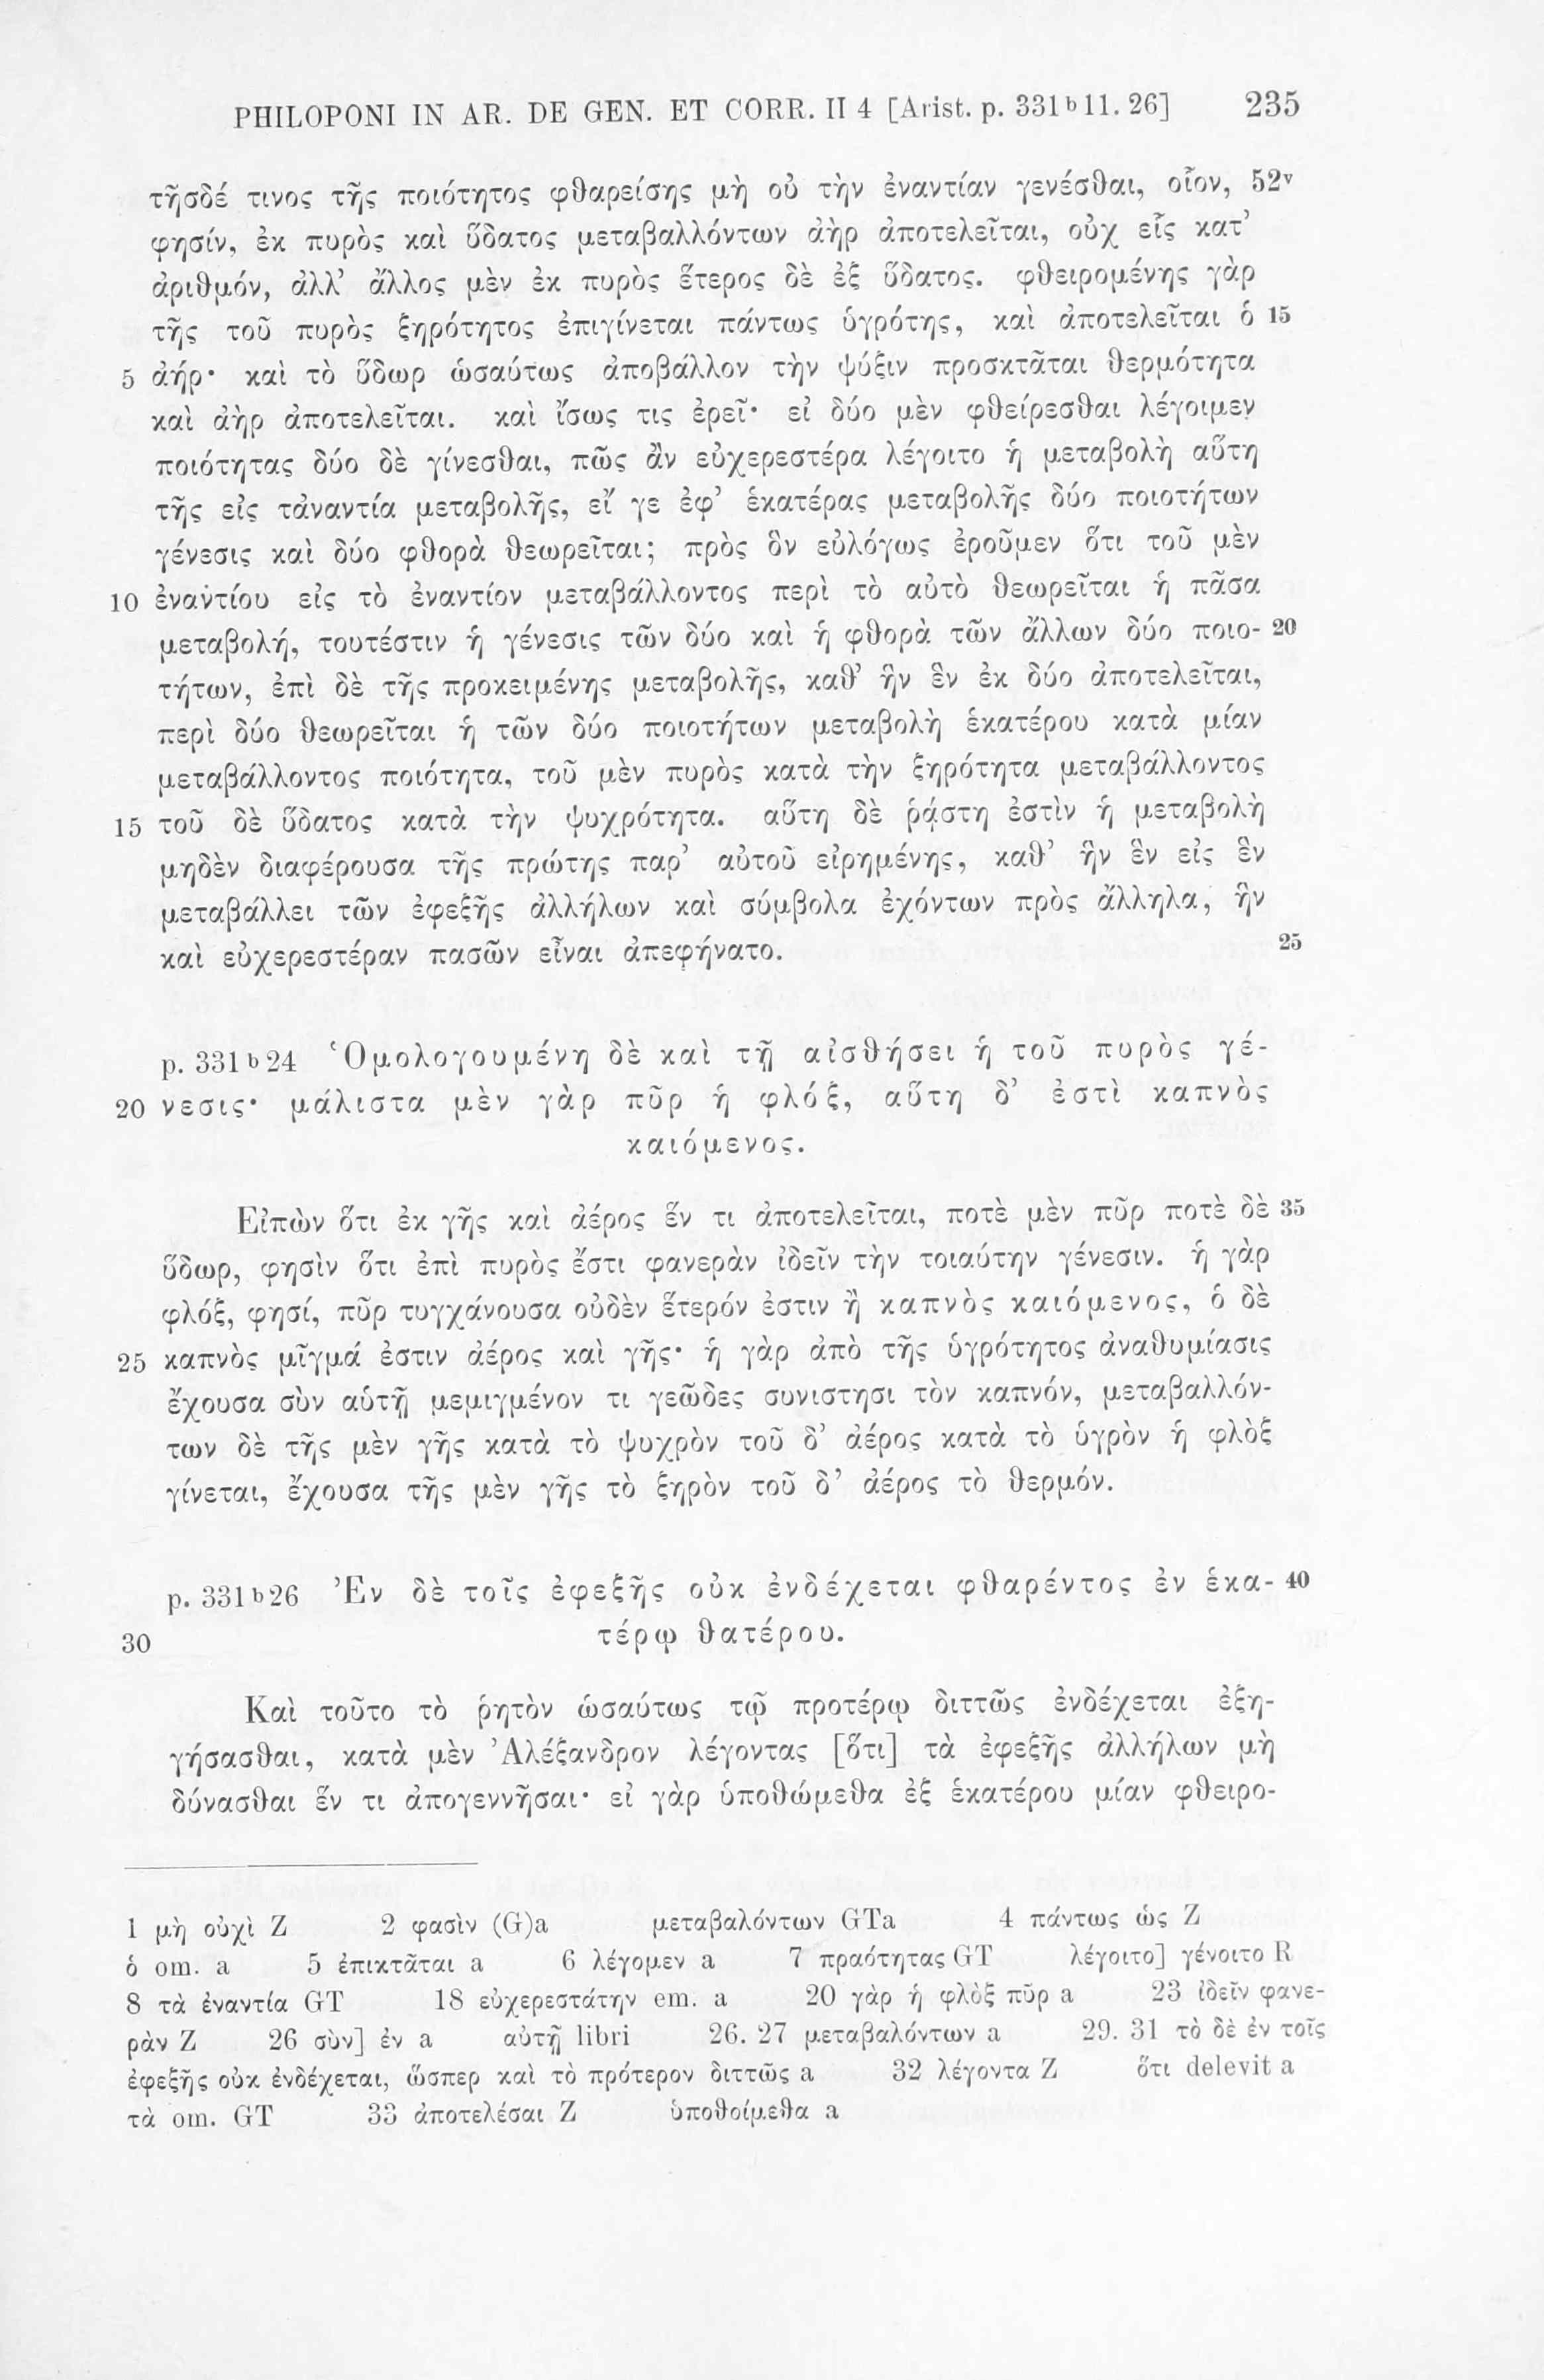 PHILOPONI IN AR. DE GEN. ET CORR. II 4 [Arist. p. 331ᵇ11. 26] 235
τῆσδέ τινος τῆς ποιότητος φθαρείσης μὴ οὐ τὴν ἐναντίαν γενέσθαι, οἷον, 52ᵛ
φησίν, ἐκ πυρὸς καὶ ὕδατος μεταβαλλόντων ἀὴρ ἀποτελεῖται, οὐχ εἷς κατ’
ἀριθμόν, ἀλλ’ ἄλλος μὲν ἐκ πυρὸς ἕτερος δὲ ἐξ ὕδατος. φθειρομένης γὰρ
τῆς τοῦ πυρὸς ξηρότητος ἐπιγίνεται πάντως ὑγρότης, καὶ ἀποτελεῖται ὁ 15
5 ἀήρ· καὶ τὸ ὕδωρ ὡσαύτως ἀποβάλλον τὴν ψύξιν προσκτᾶται θερμότητα
καὶ ἀὴρ ἀποτελεῖται. καὶ ἴσως τις ἐρεῖ· εἰ δύο μὲν φθείρεσθαι λέγοιμεν
ποιότητας δύο δὲ γίνεσθαι, πῶς ἂν εὐχερεστέρα λέγοιτο ἡ μεταβολὴ αὕτη
τῆς εἰς τἀναντία μεταβολῆς, εἴ γε ἐφ’ ἑκατέρας μεταβολῆς δύο ποιοτήτων
γένεσις καὶ δύο φθορὰ θεωρεῖται; πρὸς ὃν εὐλόγως ἐροῦμεν ὅτι τοῦ μὲν
10 ἐναντίου εἰς τὸ ἐναντίον μεταβάλλοντος περὶ τὸ αὐτὸ θεωρεῖται ἡ πᾶσα
μεταβολή, τουτέστιν ἡ γένεσις τῶν δύο καὶ ἡ φθορὰ τῶν ἄλλων δύο ποιο- 20
τήτων, ἐπὶ δὲ τῆς προκειμένης μεταβολῆς, καθ’ ἣν ἓν ἐκ δύο ἀποτελεῖται,
περὶ δύο θεωρεῖται ἡ τῶν δύο ποιοτήτων μεταβολὴ ἑκατέρου κατὰ μίαν
μεταβάλλοντος ποιότητα, τοῦ μὲν πυρὸς κατὰ τὴν ξηρότητα μεταβάλλοντος
15 τοῦ δὲ ὕδατος κατὰ τὴν ψυχρότητα. αὕτη δὲ ῥᾴστη ἐστὶν ἡ μεταβολὴ
μηδὲν διαφέρουσα τῆς πρώτης παρ’ αὐτοῦ εἰρημένης, καθ’ ἣν ἓν εἰς ἓν
μεταβάλλει τῶν ἐφεξῆς ἀλλήλων καὶ σύμβολα ἐχόντων πρὸς ἄλληλα, ἣν
καὶ εὐχερεστέραν πασῶν εἶναι ἀπεφήνατο. 25
p. 331ᵇ24 Ὁμολογουμένη δὲ καὶ τῇ αἰσθήσει ἡ τοῦ πυρὸς γέ-
20 νεσις· μάλιστα μὲν γὰρ πῦρ ἡ φλόξ, αὕτη δ’ ἐστὶ καπνὸς
καιόμενος.
Εἰπὼν ὅτι ἐκ γῆς καὶ ἀέρος ἕν τι ἀποτελεῖται, ποτὲ μὲν πῦρ ποτὲ δὲ 35
ὕδωρ, φησὶν ὅτι ἐπὶ πυρὸς ἔστι φανερὰν ἰδεῖν τὴν τοιαύτην γένεσιν. ἡ γὰρ
φλόξ, φησί, πῦρ τυγχάνουσα οὐδὲν ἕτερόν ἐστιν ἢ καπνὸς καιόμενος, ὁ δὲ
25 καπνὸς μῖγμά ἐστιν ἀέρος καὶ γῆς· ἡ γὰρ ἀπὸ τῆς ὑγρότητος ἀναθυμίασις
ἔχουσα σὺν αὑτῇ μεμιγμένον τι γεῶδες συνιστησι τὸν καπνόν, μεταβαλλόν-
των δὲ τῆς μὲν γῆς κατὰ τὸ ψυχρὸν τοῦ δ’ ἀέρος κατὰ τὸ ὑγρὸν ἡ φλὸξ
γίνεται, ἔχουσα τῆς μὲν γῆς τὸ ξηρὸν τοῦ δ’ ἀέρος τὸ θερμόν.
p. 331ᵇ26 Ἐν δὲ τοῖς ἐφεξῆς οὐκ ἐνδέχεται φθαρέντος ἐν ἑκα- 40
30 τέρῳ θατέρου.
Καὶ τοῦτο τὸ ῥητὸν ὡσαύτως τῷ προτέρῳ διττῶς ἐνδέχεται ἐξη-
γήσασθαι, κατὰ μὲν Ἀλέξανδρον λέγοντας [ὅτι] τὰ ἐφεξῆς ἀλλήλων μὴ
δύνασθαι ἕν τι ἀπογεννῆσαι· εἰ γὰρ ὑποθώμεθα ἐξ ἑκατέρου μίαν φθειρο-
1 μὴ οὐχὶ Z 2 φασὶν (G)a μεταβαλόντων GTa 4 πάντως ὡς Z
ὁ om. a 5 ἐπικτᾶται a 6 λέγομεν a 7 πραότητας GT λέγοιτο] γένοιτο R
8 τὰ ἐναντία GT 18 εὐχερεστάτην em. a 20 γὰρ ἡ φλὸξ πῦρ a 23 ἰδεῖν φανε-
ρὰν Z 26 σὺν] ἐν a αὐτῇ libri 26. 27 μεταβαλόντων a 29. 31 τὸ δὲ ἐν τοῖς
ἐφεξῆς οὐκ ἐνδέχεται, ὥσπερ καὶ τὸ πρότερον διττῶς a 32 λέγοντα Z ὅτι delevit a
τὰ om. GT 33 ἀποτελέσαι Z ὑποθοίμεθα a